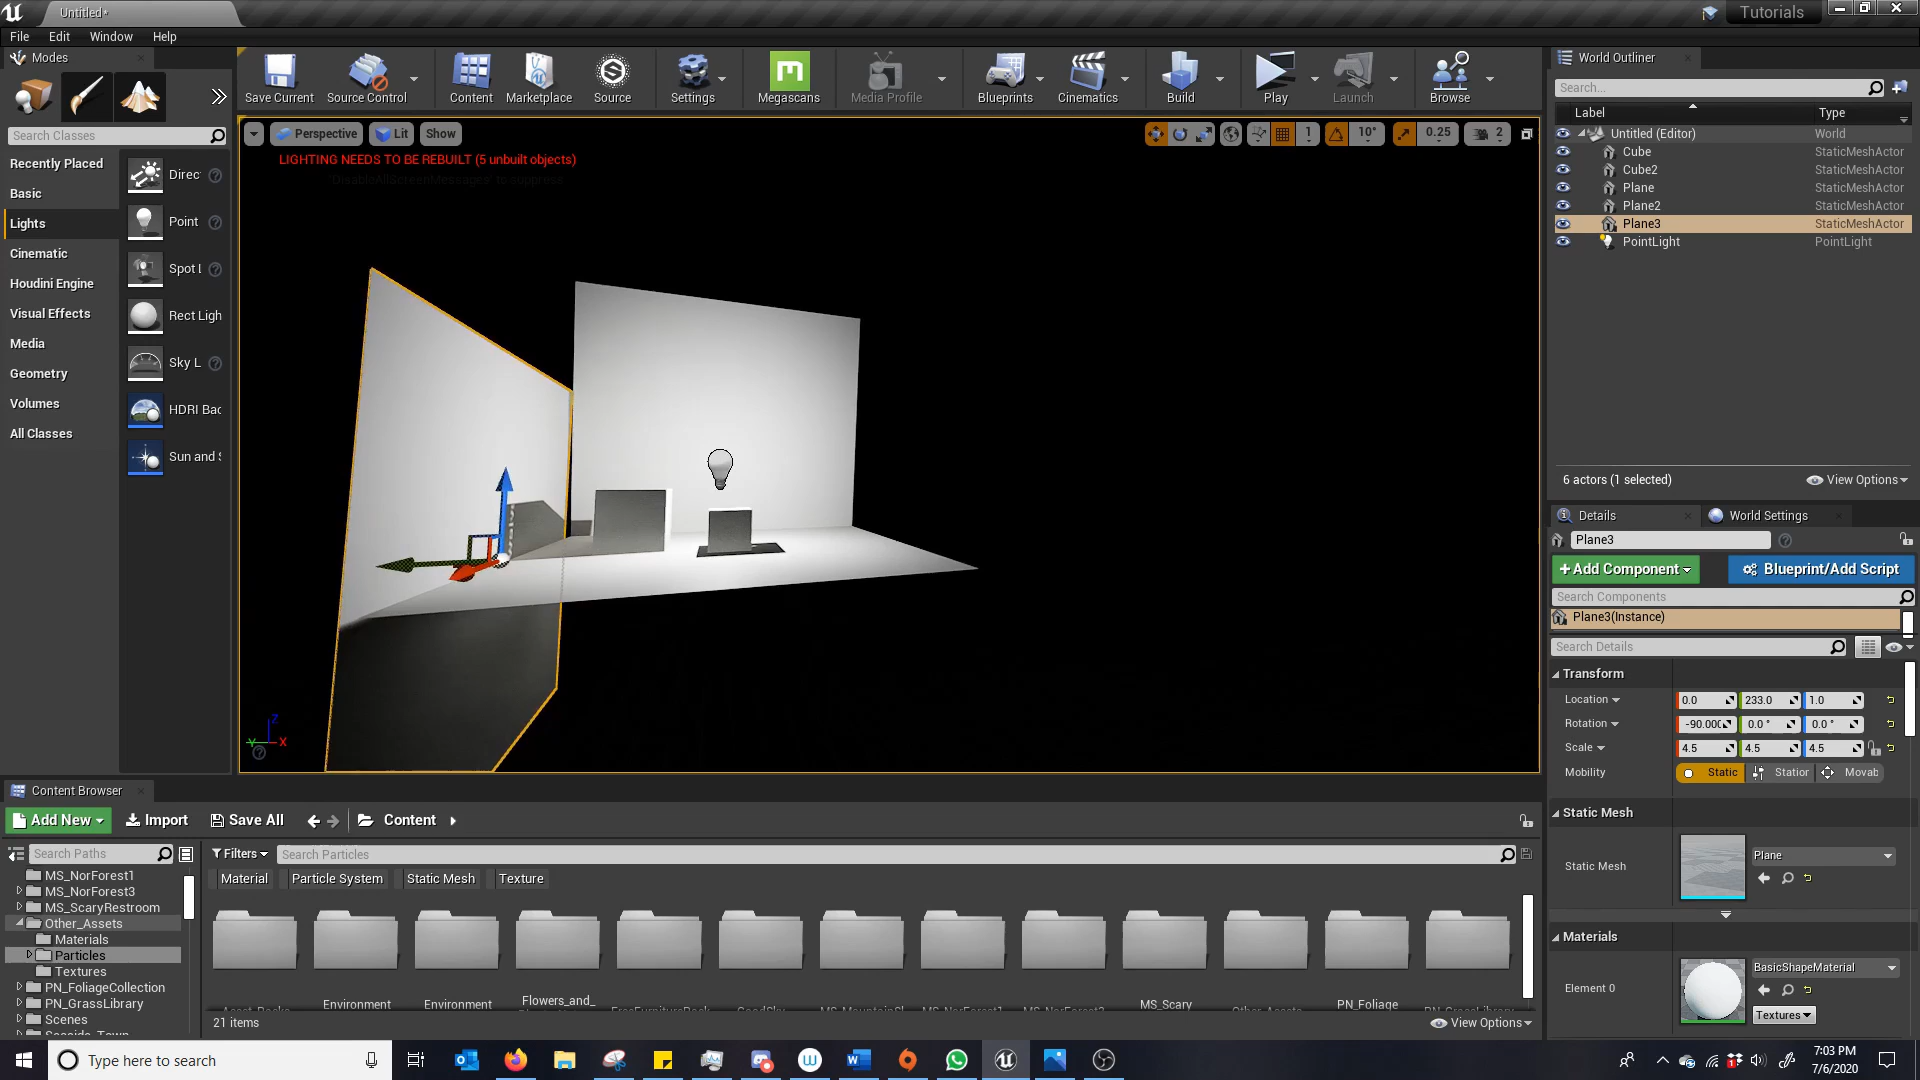 Untitled*
Tutorials
File Edit Window Help
Modes
Save Current Source Control Content Marketplace Source Settings Megascans Media Profile Blueprints Cinematics Build Play Launch Browse
Search Classes
Recently Placed
Basic
Lights
Cinematic
Houdini Engine
Visual Effects
Media
Geometry
Volumes
All Classes
Direc
Point
Spot L
Rect Ligh
Sky L
HDRI Bac
Sun and S
Perspective Lit Show
1 10° 0.25 2
LIGHTING NEEDS TO BE REBUILT (5 unbuilt objects)
'DisableAllScreenMessages' to suppress
Z
Y X
World Outliner
Search...
Label Type
Untitled (Editor) World
Cube StaticMeshActor
Cube2 StaticMeshActor
Plane StaticMeshActor
Plane2 StaticMeshActor
Plane3 StaticMeshActor
PointLight PointLight
6 actors (1 selected) View Options
Details World Settings
Plane3
+Add Component Blueprint/Add Script
Search Components
Plane3(Instance)
Search Details
Transform
Location 0.0 233.0 1.0
Rotation -90.000 0.0 ° 0.0 °
Scale 4.5 4.5 4.5
Mobility Static Station Movab
Static Mesh
Static Mesh Plane
Materials
Element 0 BasicShapeMaterial
Textures
Content Browser
Add New Import Save All Content
Search Paths
MS_NorForest1
MS_NorForest3
MS_ScaryRestroom
Other_Assets
Materials
Particles
Textures
PN_FoliageCollection
PN_GrassLibrary
Scenes
Seaside_Town
Filters Search Particles
Material Particle System Static Mesh Texture
Environment Environment Flowers_and_ MS_Scary PN_Foliage
21 items View Options
Type here to search
7:03 PM
7/6/2020